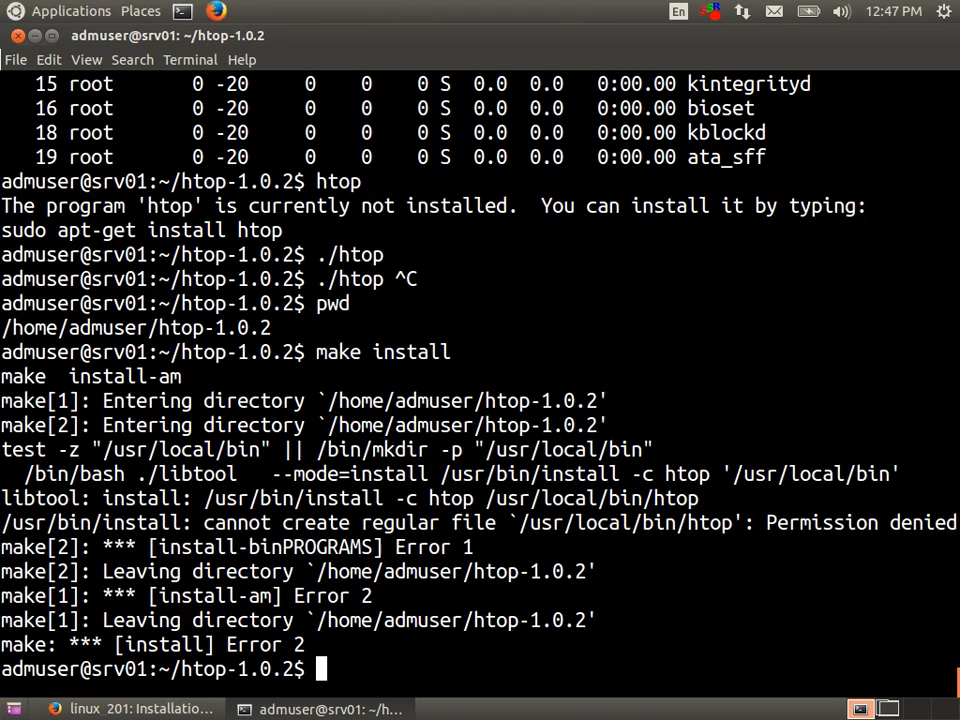 Applications Places En 12:47 PM
admuser@srv01: ~/htop-1.0.2
File Edit View Search Terminal Help
15 root 0 -20 0 0 0 S 0.0 0.0 0:00.00 kintegrityd
16 root 0 -20 0 0 0 S 0.0 0.0 0:00.00 bioset
18 root 0 -20 0 0 0 S 0.0 0.0 0:00.00 kblockd
19 root 0 -20 0 0 0 S 0.0 0.0 0:00.00 ata_sff
admuser@srv01:~/htop-1.0.2$ htop
The program 'htop' is currently not installed.  You can install it by typing:
sudo apt-get install htop
admuser@srv01:~/htop-1.0.2$ ./htop
admuser@srv01:~/htop-1.0.2$ ./htop ^C
admuser@srv01:~/htop-1.0.2$ pwd
/home/admuser/htop-1.0.2
admuser@srv01:~/htop-1.0.2$ make install
make  install-am
make[1]: Entering directory `/home/admuser/htop-1.0.2'
make[2]: Entering directory `/home/admuser/htop-1.0.2'
test -z "/usr/local/bin" || /bin/mkdir -p "/usr/local/bin"
/bin/bash ./libtool   --mode=install /usr/bin/install -c htop '/usr/local/bin'
libtool: install: /usr/bin/install -c htop /usr/local/bin/htop
/usr/bin/install: cannot create regular file `/usr/local/bin/htop': Permission denied
make[2]: *** [install-binPROGRAMS] Error 1
make[2]: Leaving directory `/home/admuser/htop-1.0.2'
make[1]: *** [install-am] Error 2
make[1]: Leaving directory `/home/admuser/htop-1.0.2'
make: *** [install] Error 2
admuser@srv01:~/htop-1.0.2$
linux_201: Installatio... admuser@srv01: ~/h...